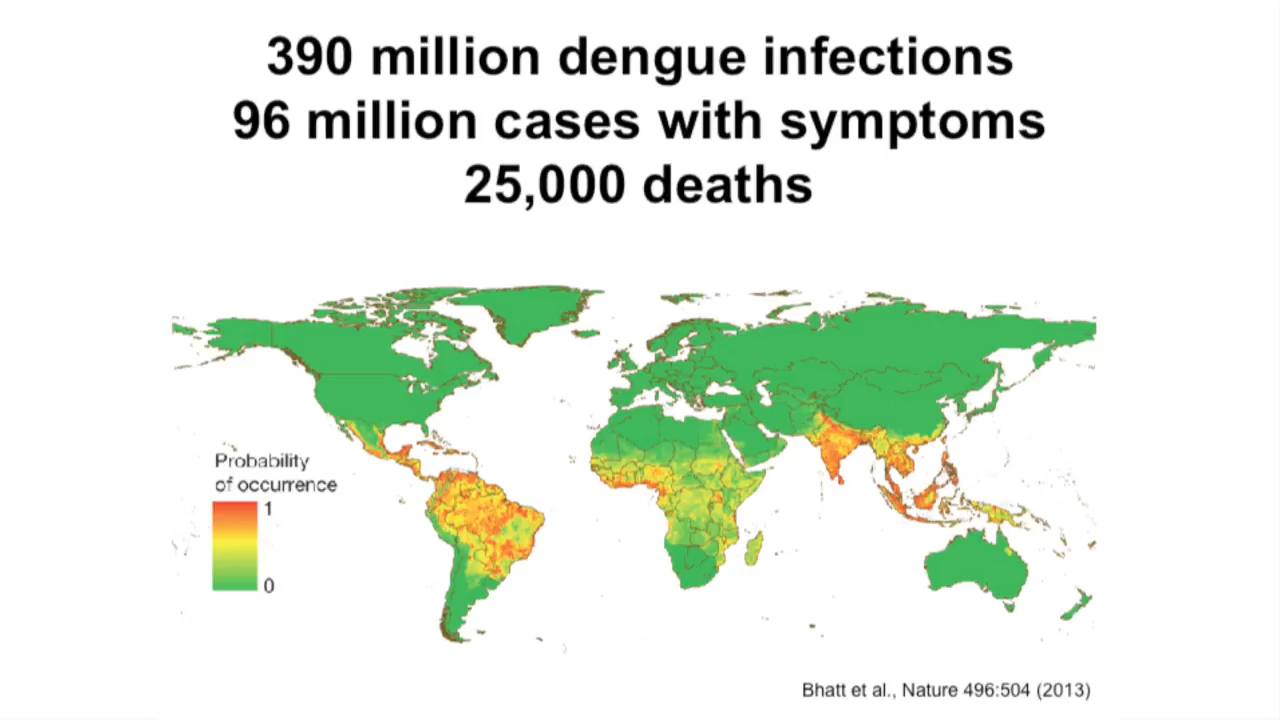 390 million dengue infections
96 million cases with symptoms
25,000 deaths
Probability
of occurrence
1
0
Bhatt et al., Nature 496:504 (2013)